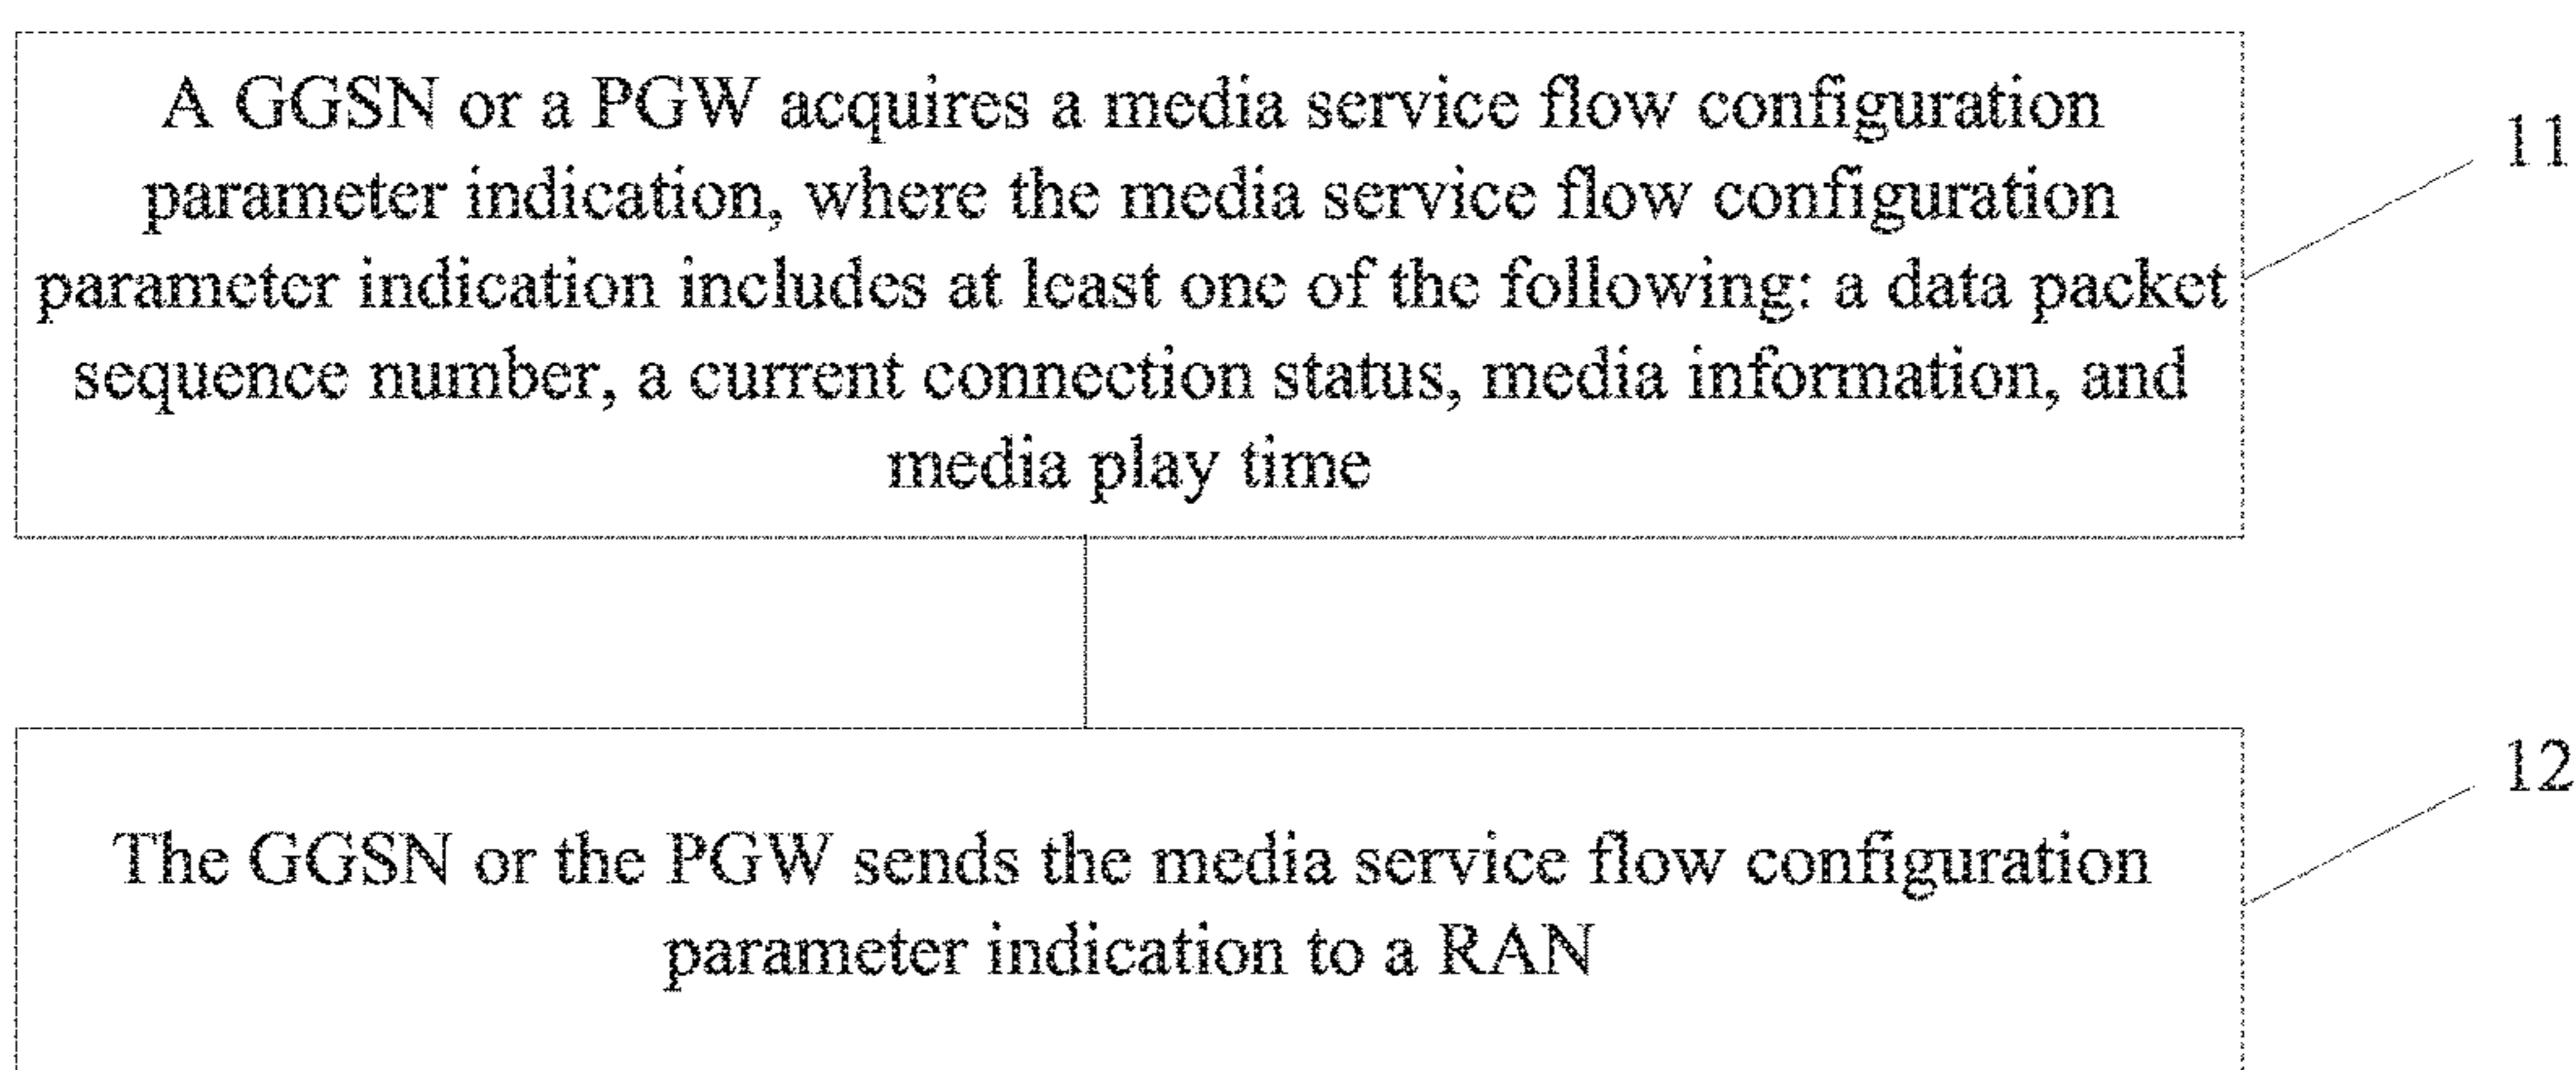 A GGSN or a PGW acquires a media service flow configuration
parameter indication, where the media service flow configuration
parameter indication includes at least one of the following: a data packet
sequence number, a current connection status, media information, and
media play time
11
The GGSN or the PGW sends the media service flow configuration
parameter indication to a RAN
12